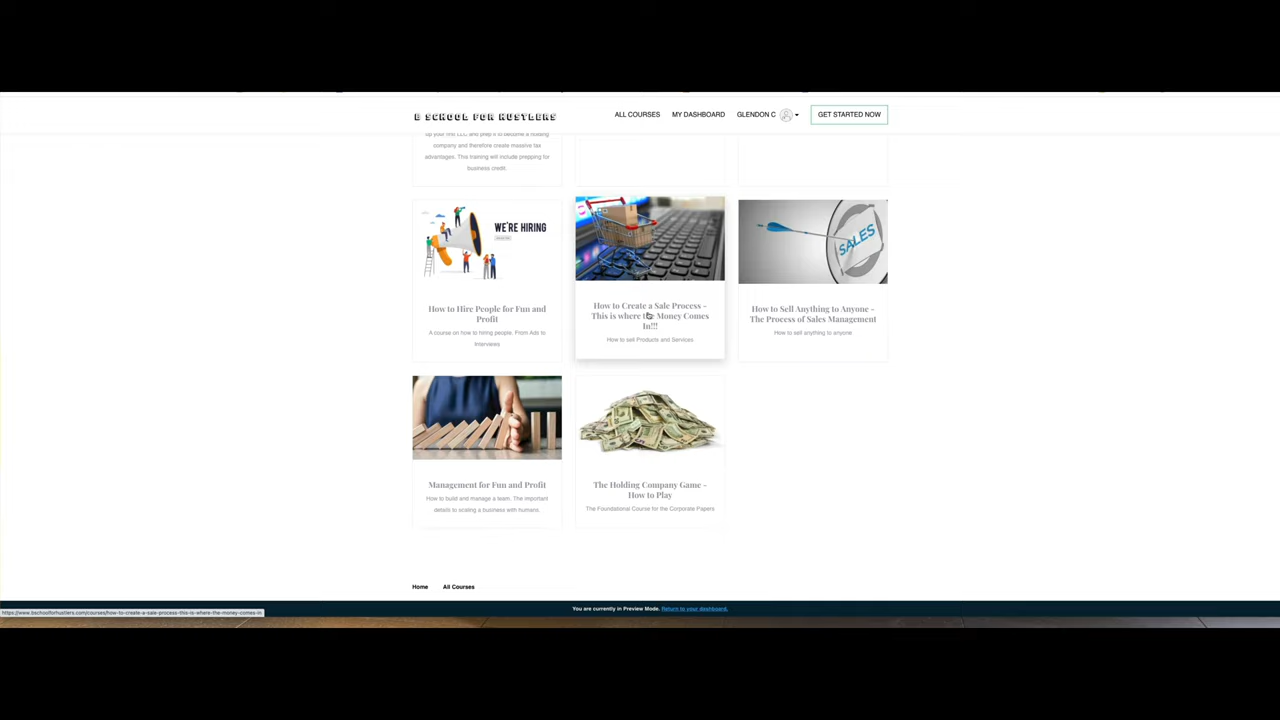 B SCHOOL FOR HUSTLERS
ALL COURSES
MY DASHBOARD
GLENDON C
GET STARTED NOW
up your first LLC and prep it to become a holding
company and therefore create massive tax
advantages. This training will include prepping for
business credit.
WE'RE HIRING
SALES
How to Hire People for Fun and
Profit
A course on how to hiring people. From Ads to
Interviews
How to Create a Sale Process -
This is where the Money Comes
In!!!
How to sell Products and Services
How to Sell Anything to Anyone -
The Process of Sales Management
How to sell anything to anyone
Management for Fun and Profit
How to build and manage a team. The important
details to scaling a business with humans.
The Holding Company Game -
How to Play
The Foundational Course for the Corporate Papers
Home
All Courses
You are currently in Preview Mode. Return to your dashboard.
https://www.bschoolforhustlers.com/courses/how-to-create-a-sale-process-this-is-where-the-money-comes-in